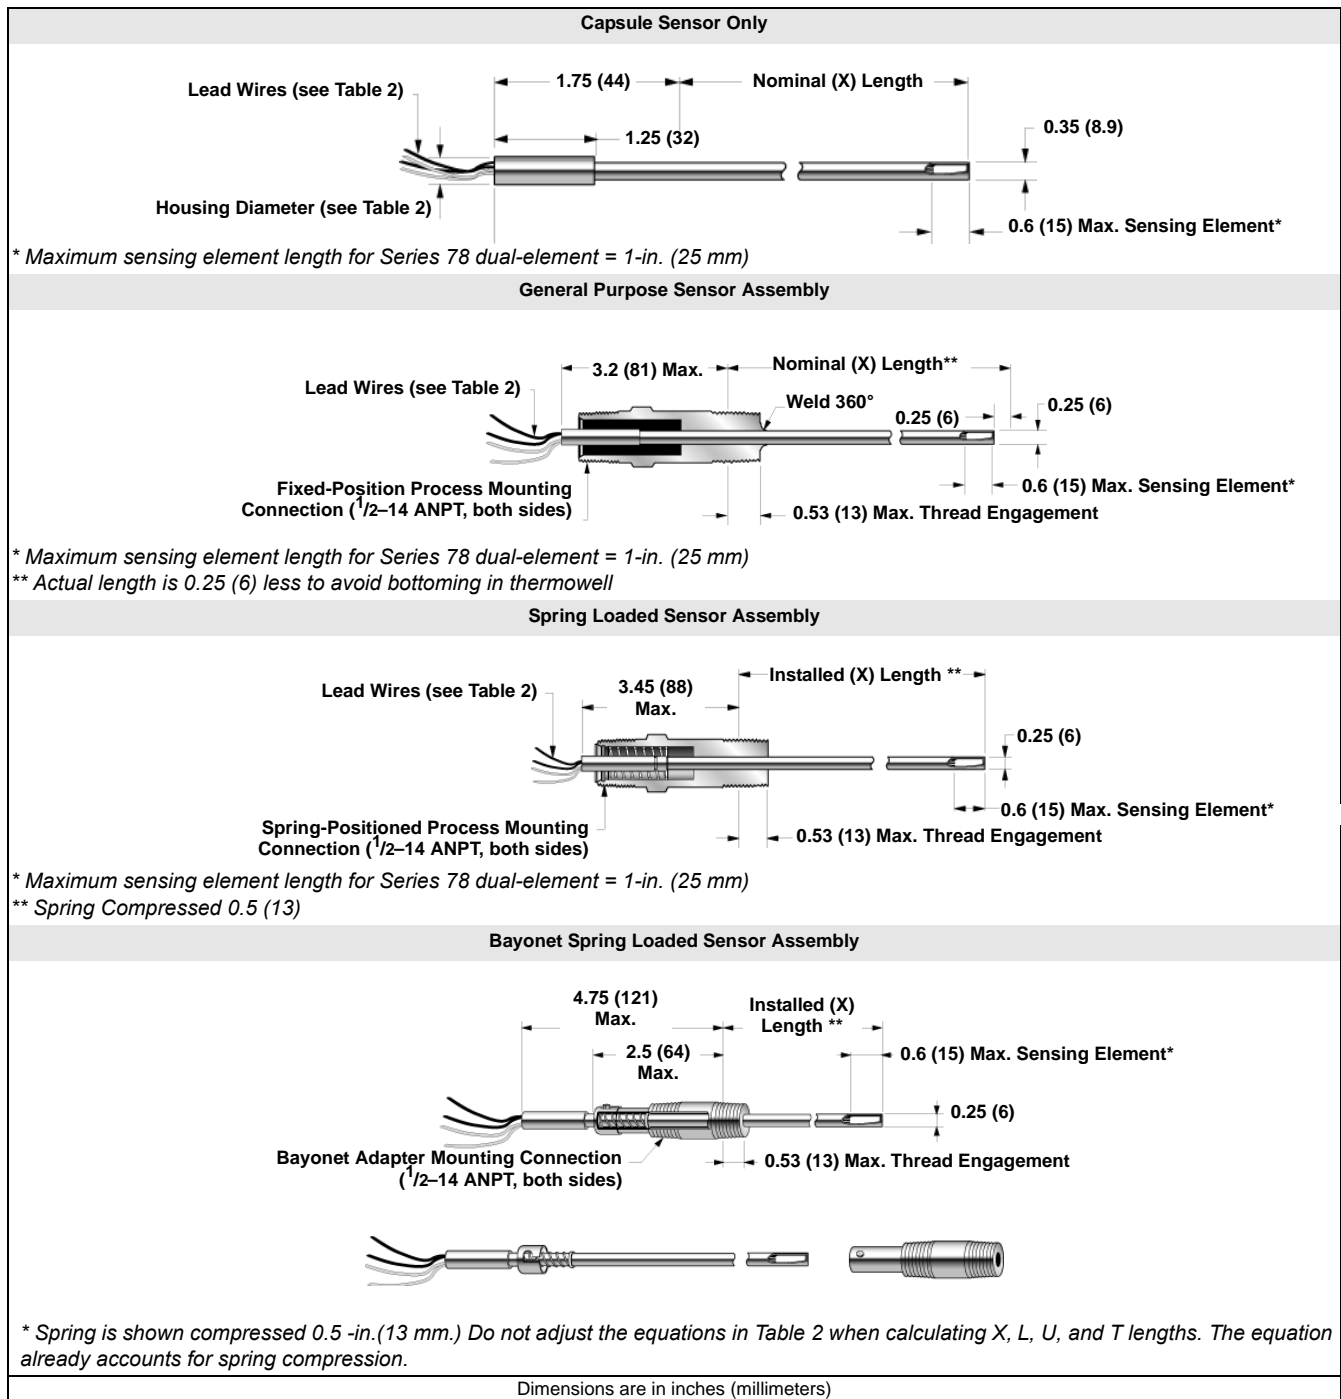 Capsule Sensor Only
1.75 (44)
Nominal (X) Length
Lead Wires (see Table 2)
0.35 (8.9)
1.25 (32)
Housing Diameter (see Table 2)
0.6 (15) Max. Sensing Element*
* Maximum sensing element length for Series 78 dual-element = 1-in. (25 mm)
General Purpose Sensor Assembly
3.2 (81) Max.
Nominal (X) Length**
Lead Wires (see Table 2)
Weld 360°
0.25 (6)
0.25 (6)
Fixed-Position Process Mounting
Connection (1/2–14 ANPT, both sides)
0.6 (15) Max. Sensing Element*
0.53 (13) Max. Thread Engagement
* Maximum sensing element length for Series 78 dual-element = 1-in. (25 mm)
** Actual length is 0.25 (6) less to avoid bottoming in thermowell
Spring Loaded Sensor Assembly
Installed (X) Length **
Lead Wires (see Table 2)
3.45 (88)
Max.
0.25 (6)
0.6 (15) Max. Sensing Element*
Spring-Positioned Process Mounting
Connection (1/2–14 ANPT, both sides)
0.53 (13) Max. Thread Engagement
* Maximum sensing element length for Series 78 dual-element = 1-in. (25 mm)
** Spring Compressed 0.5 (13)
Bayonet Spring Loaded Sensor Assembly
4.75 (121)
Max.
Installed (X)
Length **
2.5 (64)
Max.
0.6 (15) Max. Sensing Element*
0.25 (6)
Bayonet Adapter Mounting Connection
(1/2–14 ANPT, both sides)
0.53 (13) Max. Thread Engagement
* Spring is shown compressed 0.5 -in.(13 mm.) Do not adjust the equations in Table 2 when calculating X, L, U, and T lengths. The equation
already accounts for spring compression.
Dimensions are in inches (millimeters)